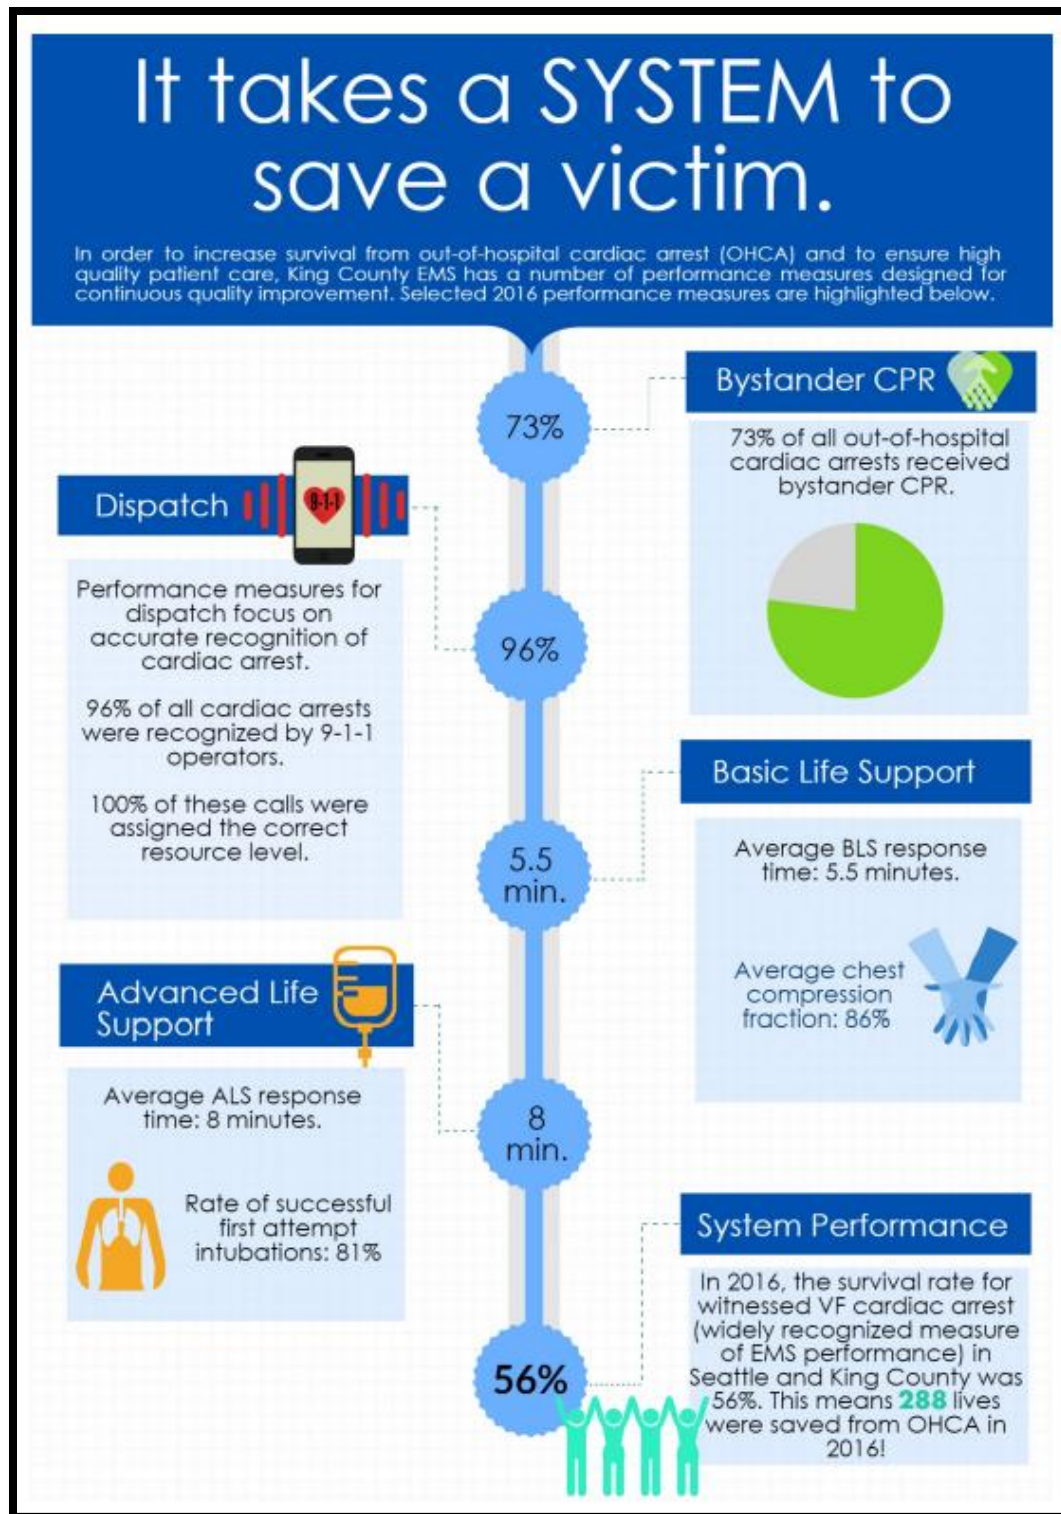 It takes a SYSTEM to
save a victim.
In order to increase survival from out-of-hospital cardiac arrest (OHCA) and to ensure high
quality patient care, King County EMS has a number of performance measures designed for
continuous quality improvement. Selected 2016 performance measures are highlighted below.
73%
Bystander CPR
73% of all out-of-hospital
cardiac arrests received
bystander CPR.
Dispatch
9-1-1
Performance measures for
dispatch focus on
accurate recognition of
cardiac arrest.
96% of all cardiac arrests
were recognized by 9-1-1
operators.
100% of these calls were
assigned the correct
resource level.
96%
Basic Life Support
5.5
min.
Average BLS response
time: 5.5 minutes.
Average chest
compression
fraction: 86%
Advanced Life
Support
Average ALS response
time: 8 minutes.
Rate of successful
first attempt
intubations: 81%
8
min.
System Performance
In 2016, the survival rate for
witnessed VF cardiac arrest
(widely recognized measure
of EMS performance) in
Seattle and King County was
56%. This means 288 lives
were saved from OHCA in
2016!
56%